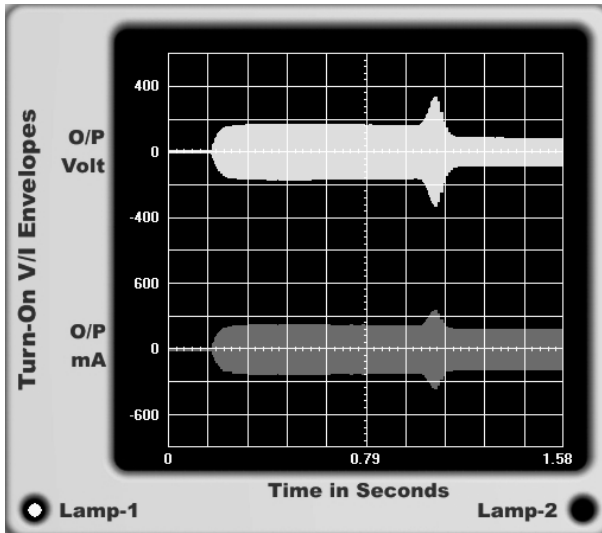 Turn-On V/I Envelopes
400
O/P
Volt
0
-400
600
O/P
mA
0
-600
0
0.79
1.58
Time in Seconds
Lamp-1
Lamp-2